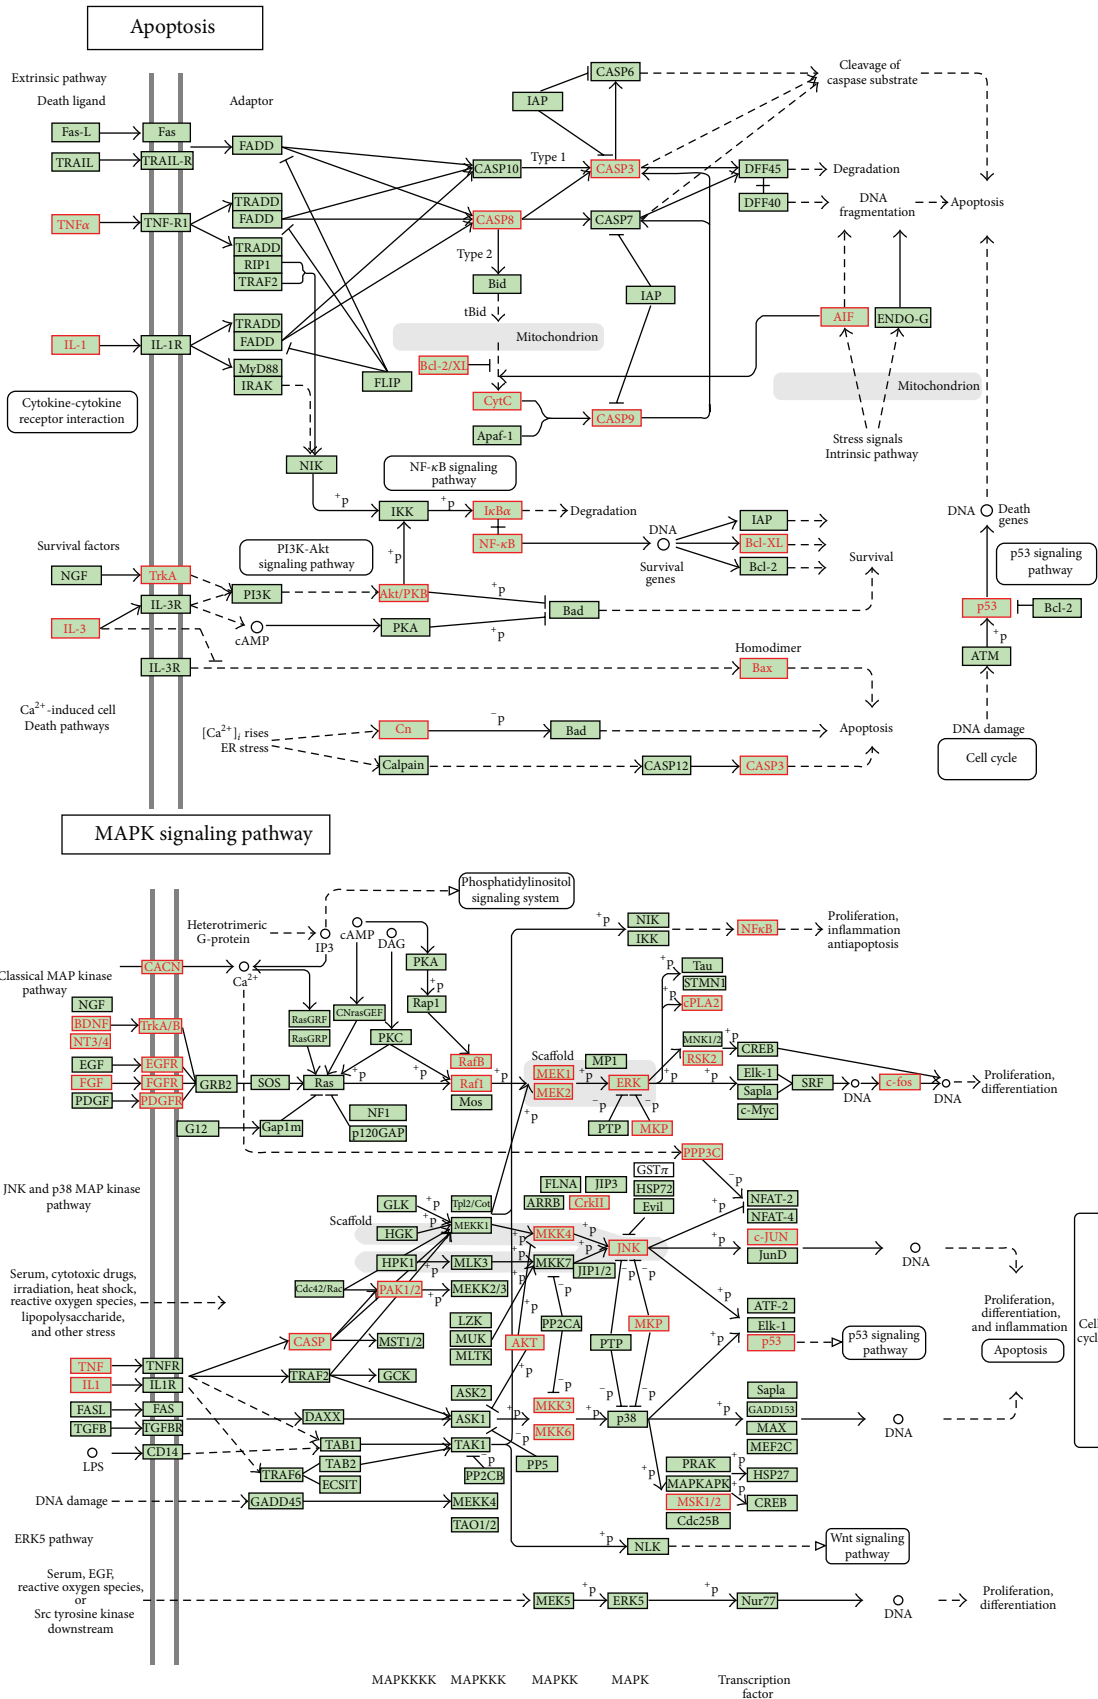 Apoptosis
Extrinsic pathway
Death ligand
Adaptor
Fas-L
Fas
TRAIL
TRAIL-R
FADD
TNFα
TNF-R1
TRADD
FADD
TRADD
RIP1
TRAF2
IL-1
IL-1R
TRADD
FADD
MyD88
IRAK
FLIP
Cytokine-cytokine
receptor interaction
CASP6
IAP
CASP10
Type 1
CASP3
CASP8
CASP7
Type 2
Bid
tBid
IAP
Mitochondrion
Bcl-2/XL
CytC
CASP9
Apaf-1
Cleavage of
caspase substrate
DFF45
Degradation
DFF40
DNA
fragmentation
Apoptosis
AIF
ENDO-G
Mitochondrion
Stress signals
Intrinsic pathway
NIK
NF-κB signaling
pathway
+p
IKK
+p
IκBα
Degradation
NF-κB
DNA
Survival
genes
IAP
Bcl-XL
Bcl-2
Survival
DNA
Death
genes
p53 signaling
pathway
p53
Bcl-2
+p
ATM
DNA damage
Cell cycle
Survival factors
NGF
TrkA
PI3K-Akt
signaling pathway
+p
IL-3R
PI3K
Akt/PKB
+p
Bad
IL-3
cAMP
PKA
+p
IL-3R
Homodimer
Bax
Ca2+-induced cell
Death pathways
[Ca2+]i rises
ER stress
Cn
−p
Bad
Apoptosis
Calpain
CASP12
CASP3
MAPK signaling pathway
Phosphatidylinositol
signaling system
Heterotrimeric
G-protein
IP3
cAMP
DAG
+p
NIK
IKK
NFκB
Proliferation,
inflammation
antiapoptosis
Classical MAP kinase
pathway
CACN
Ca2+
PKA
+p
Rap1
+p
Tau
STMN1
+p
cPLA2
NGF
BDNF
NT3/4
TrkA/B
RasGRF
RasGRP
CNrasGEF
PKC
+p
EGF
EGFR
FGF
FGFR
PDGF
PDGFR
GRB2
SOS
Ras
+p
RafB
Raf1
Mos
+p
Scaffold
MEK1
MEK2
MP1
+p
ERK
+p
MNK1/2
RSK2
+p
CREB
+p
Elk-1
Sapla
c-Myc
SRF
DNA
c-fos
DNA
Proliferation,
differentiation
G12
Gap1m
NF1
p120GAP
+p
−p
−p
PTP
MKP
PPP3C
−p
JNK and p38 MAP kinase
pathway
GSTπ
FLNA
JIP3
HSP72
ARRB
CrkII
Evil
NFAT-2
NFAT-4
GLK
+p
Tpl2/Cot
Scaffold
HGK
+p
MEKK1
+p
MKK4
+p
JNK
+p
c-JUN
JunD
DNA
HPK1
+p
MLK3
+p
MKK7
+p
JIP1/2
Serum, cytotoxic drugs,
irradiation, heat shock,
reactive oxygen species,
lipopolysaccharide,
and other stress
Cdc42/Rac
PAK1/2
+p
MEKK2/3
−p
−p
−p
LZK
MUK
MLTK
PP2CA
AKT
PTP
MKP
+p
ATF-2
Elk-1
p53
p53 signaling
pathway
Proliferation,
differentiation,
and inflammation
Apoptosis
Cell
cycle
CASP
MST1/2
TNF
TNFR
IL1
IL1R
TRAF2
GCK
+p
+p
ASK2
−p
−p
−p
FASL
FAS
DAXX
ASK1
+p
MKK3
MKK6
+p
p38
+p
Sapla
GADD153
MAX
MEF2C
DNA
TGFB
TGFBR
LPS
CD14
TAB1
TAK1
−p
TAB2
TRAF6
ECSIT
−p
PP2CB
PP5
+p
PRAK
+p
HSP27
MAPKAPK
+p
MSK1/2
CREB
Cdc25B
DNA damage
GADD45
MEKK4
TAO1/2
ERK5 pathway
+p
NLK
Wnt signaling
pathway
Serum, EGF,
reactive oxygen species,
or
Src tyrosine kinase
downstream
MEK5
+p
ERK5
+p
Nur77
DNA
Proliferation,
differentiation
MAPKKKK
MAPKKK
MAPKK
MAPK
Transcription
factor